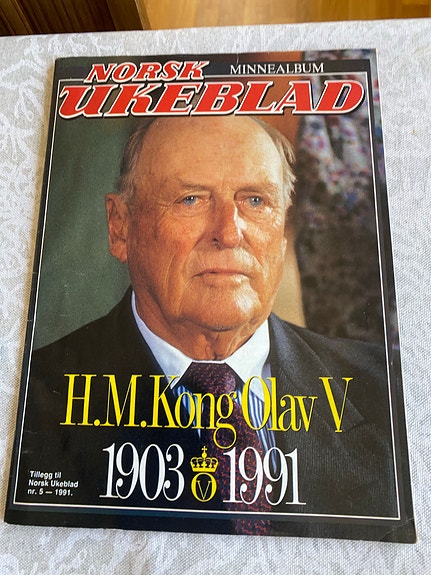 NORSK MINNEALBUM
UKEBLAD
H.M.Kong Olav V
1903 V 1991
Tillegg til
Norsk Ukeblad
nr. 5 — 1991.